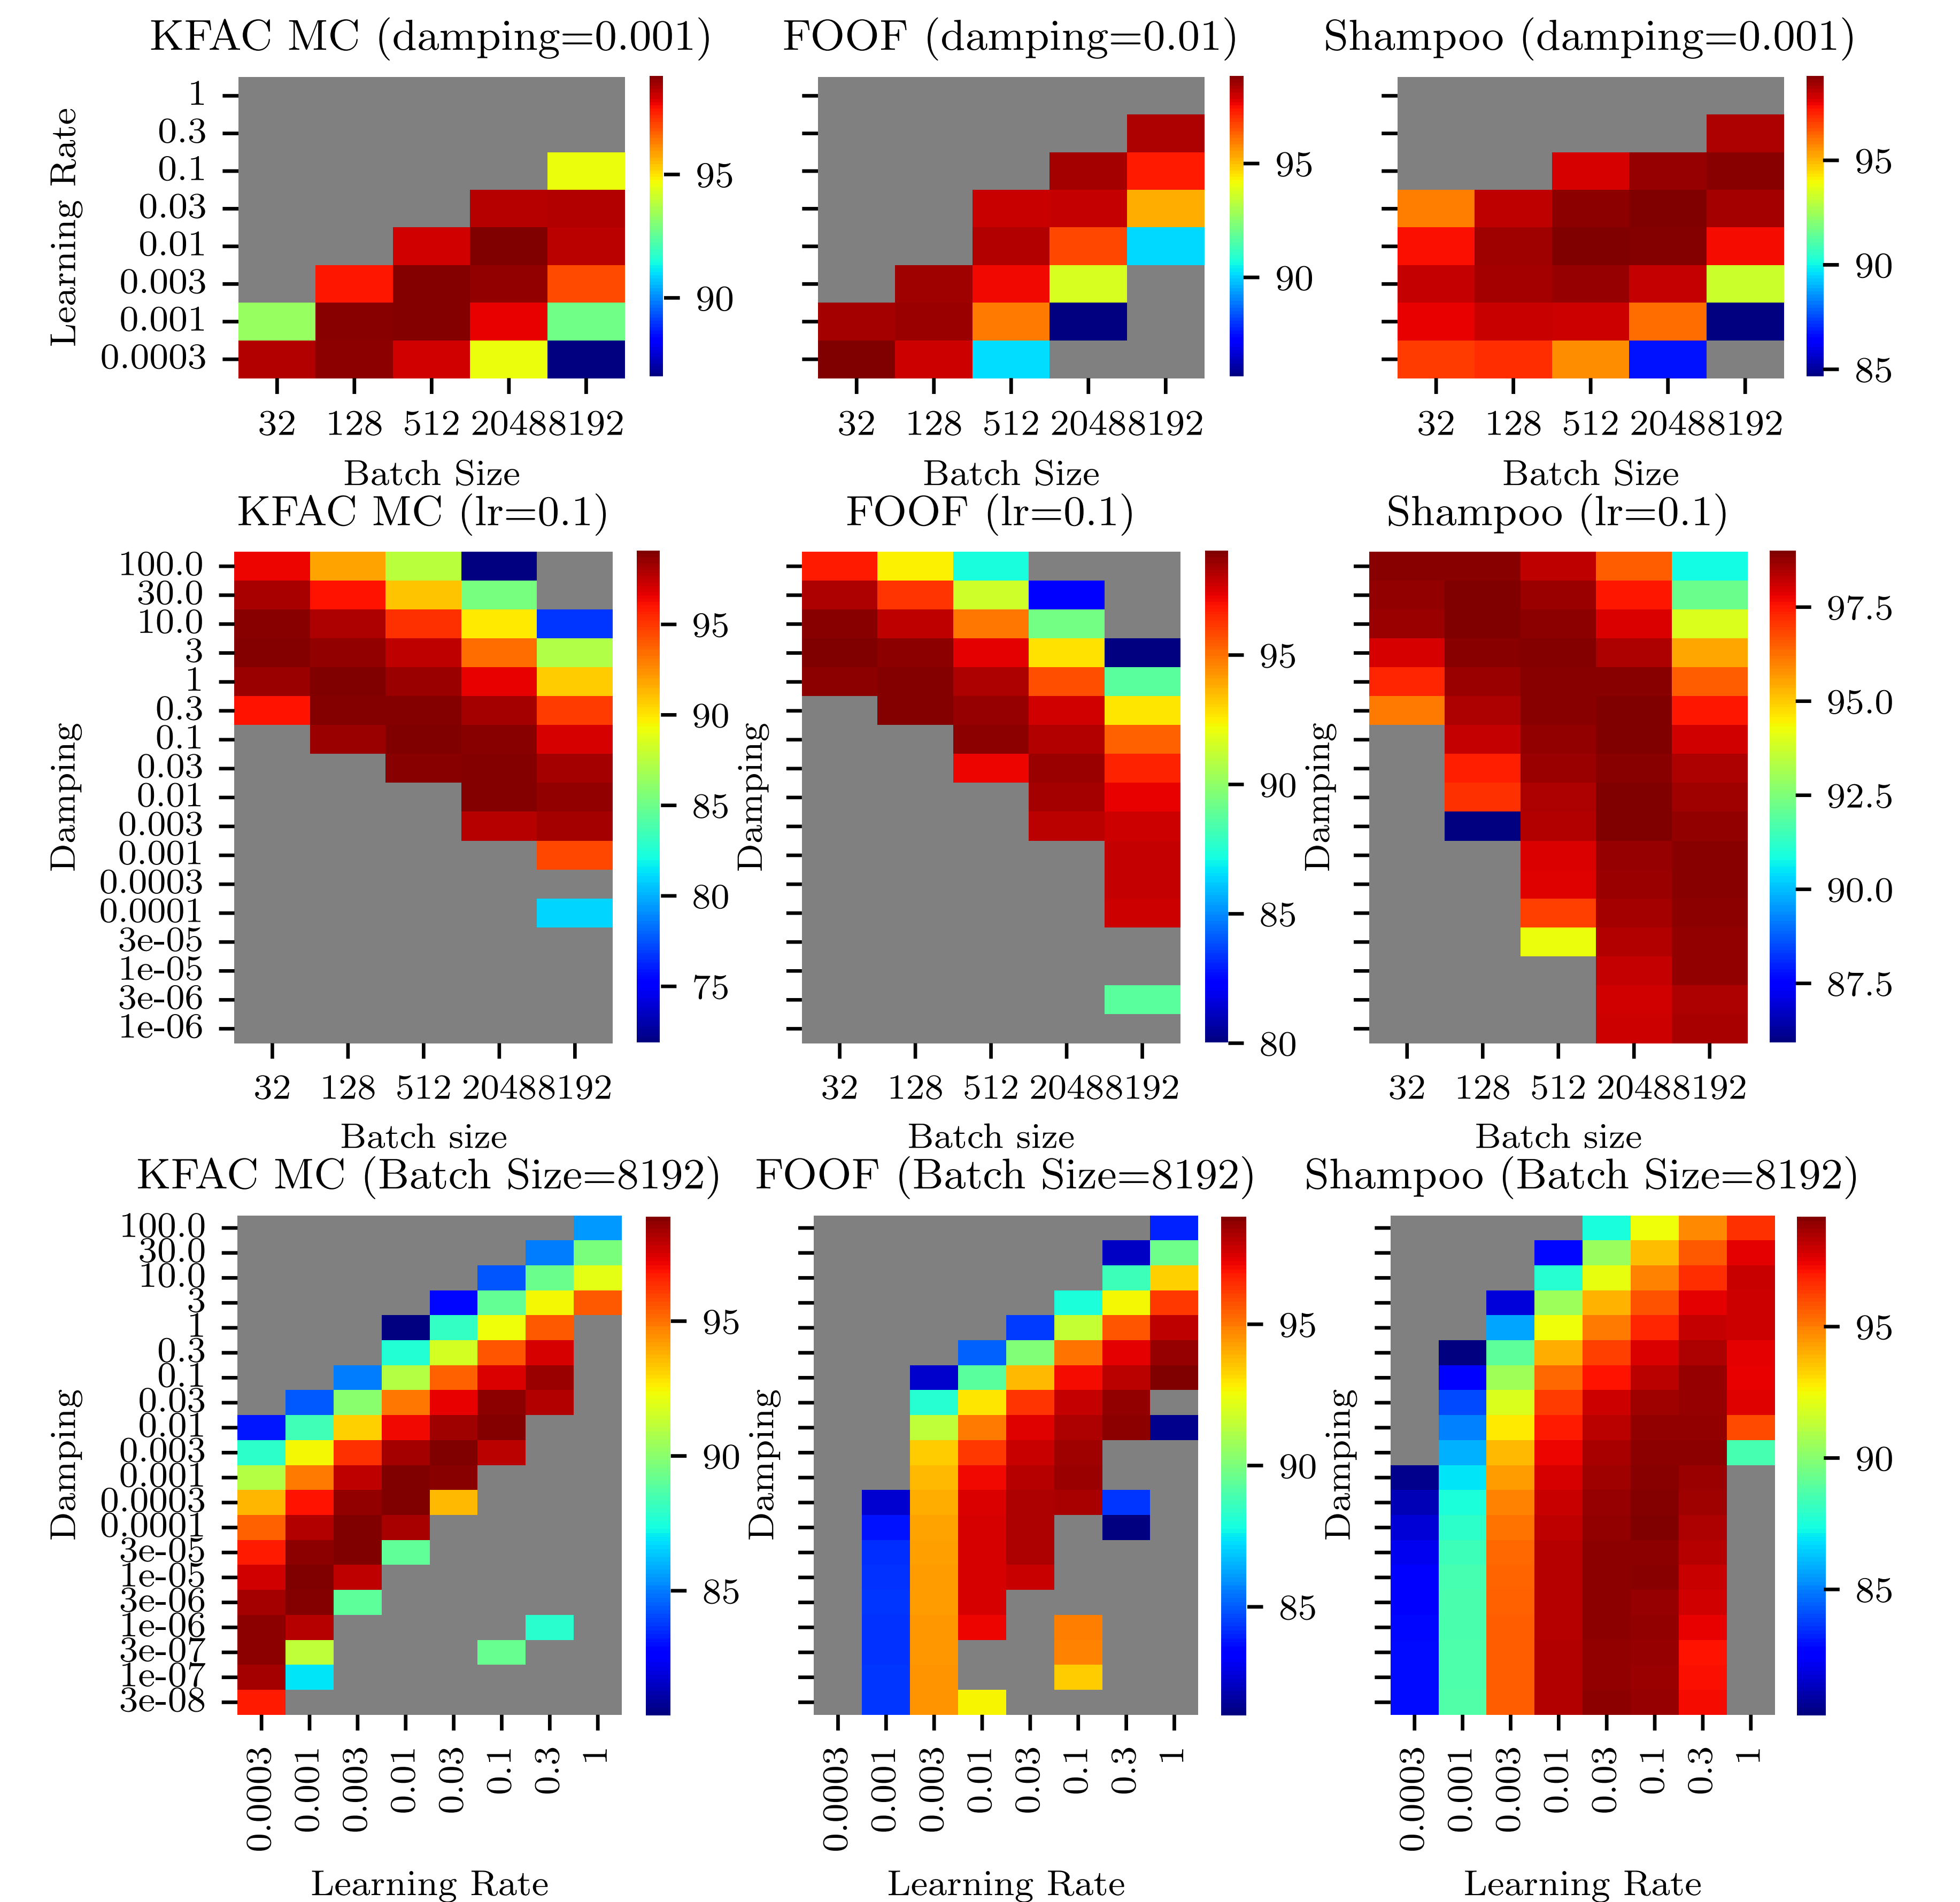 KFAC MC (damping=0.001)
FOOF (damping=0.01)
Shampoo (damping=0.001)
Learning Rate
1
0.3
0.1
0.03
0.01
0.003
0.001
0.0003
95
90
95
90
95
90
85
32 128 512 2048 8192
32 128 512 2048 8192
32 128 512 2048 8192
Batch Size
Batch Size
Batch Size
KFAC MC (lr=0.1)
FOOF (lr=0.1)
Shampoo (lr=0.1)
Damping
100.0
30.0
10.0
3
1
0.3
0.1
0.03
0.01
0.003
0.001
0.0003
0.0001
3e-05
1e-05
3e-06
1e-06
95
90
85
80
75
Damping
95
90
85
80
Damping
97.5
95.0
92.5
90.0
87.5
32 128 512 2048 8192
32 128 512 2048 8192
32 128 512 2048 8192
Batch size
Batch size
Batch size
KFAC MC (Batch Size=8192)
FOOF (Batch Size=8192)
Shampoo (Batch Size=8192)
Damping
100.0
30.0
10.0
3
1
0.3
0.1
0.03
0.01
0.003
0.001
0.0003
0.0001
3e-05
1e-05
3e-06
1e-06
3e-07
1e-07
3e-08
95
90
85
Damping
95
90
85
Damping
95
90
85
0.0003 0.001 0.003 0.01 0.03 0.1 0.3 1
0.0003 0.001 0.003 0.01 0.03 0.1 0.3 1
0.0003 0.001 0.003 0.01 0.03 0.1 0.3 1
Learning Rate
Learning Rate
Learning Rate